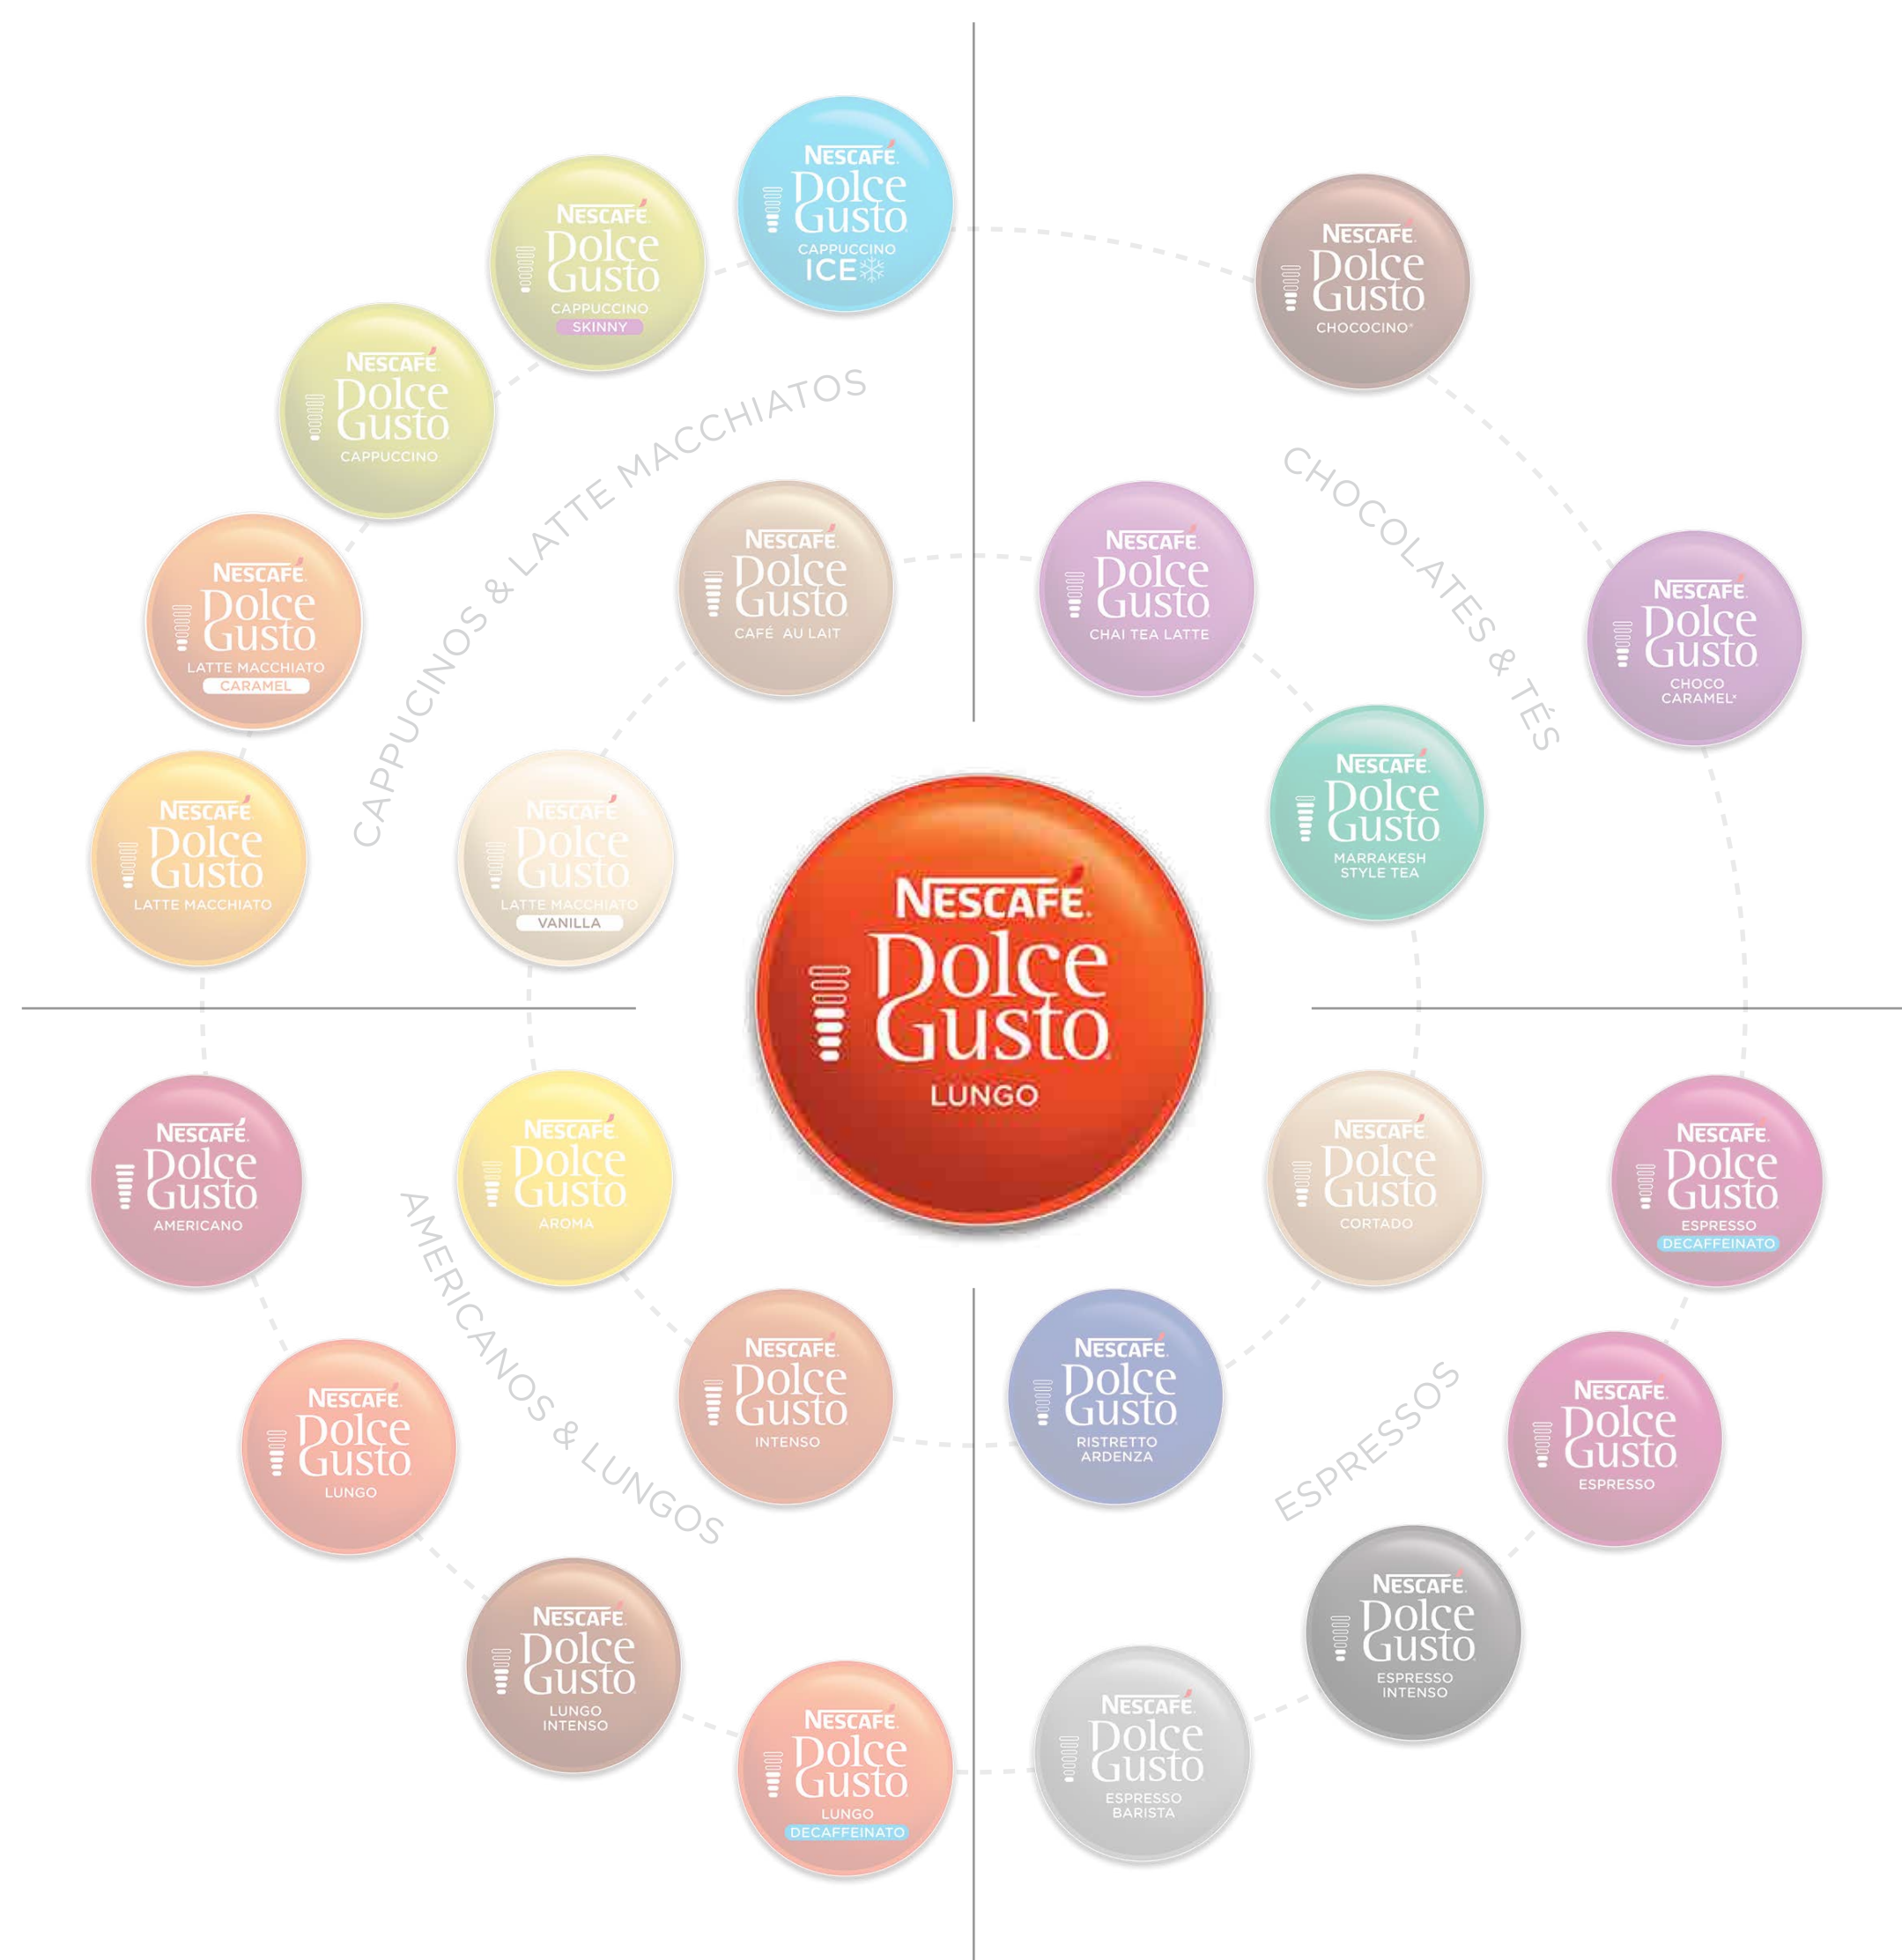 NESCAFÉ.
Dolce
Gusto
CAPPUCCINO
ICE
NESCAFÉ.
Dolce
Gusto
CAPPUCCINO
SKINNY
NESCAFÉ.
Dolce
Gusto
CAPPUCCINO
NESCAFÉ.
Dolce
Gusto
LATTE MACCHIATO
CARAMEL
NESCAFÉ.
Dolce
Gusto
LATTE MACCHIATO
CAPPUCINOS & LATTE MACCHIATOS
NESCAFÉ.
Dolce
Gusto
CAFÉ AU LAIT
NESCAFÉ.
Dolce
Gusto
LATTE MACCHIATO
VANILLA
NESCAFÉ.
Dolce
Gusto
CHOCOCINO®
NESCAFÉ.
Dolce
Gusto
CHOCO
CARAMEL*
CHOCOLATES & TÉS
NESCAFÉ.
Dolce
Gusto
CHAI TEA LATTE
NESCAFÉ.
Dolce
Gusto
MARRAKESH
STYLE TEA
NESCAFÉ.
Dolce
Gusto
LUNGO
NESCAFÉ.
Dolce
Gusto
AMERICANO
NESCAFÉ.
Dolce
Gusto
AROMA
AMERICANOS & LUNGOS
NESCAFÉ.
Dolce
Gusto
LUNGO
NESCAFÉ.
Dolce
Gusto
INTENSO
NESCAFÉ.
Dolce
Gusto
LUNGO
INTENSO
NESCAFÉ.
Dolce
Gusto
LUNGO
DECAFFEINATO
NESCAFÉ.
Dolce
Gusto
CORTADO
NESCAFÉ.
Dolce
Gusto
ESPRESSO
DECAFFEINATO
NESCAFÉ.
Dolce
Gusto
RISTRETTO
ARDENZA
ESPRESSOS
NESCAFÉ.
Dolce
Gusto
ESPRESSO
NESCAFÉ.
Dolce
Gusto
ESPRESSO
INTENSO
NESCAFÉ.
Dolce
Gusto
ESPRESSO
BARISTA